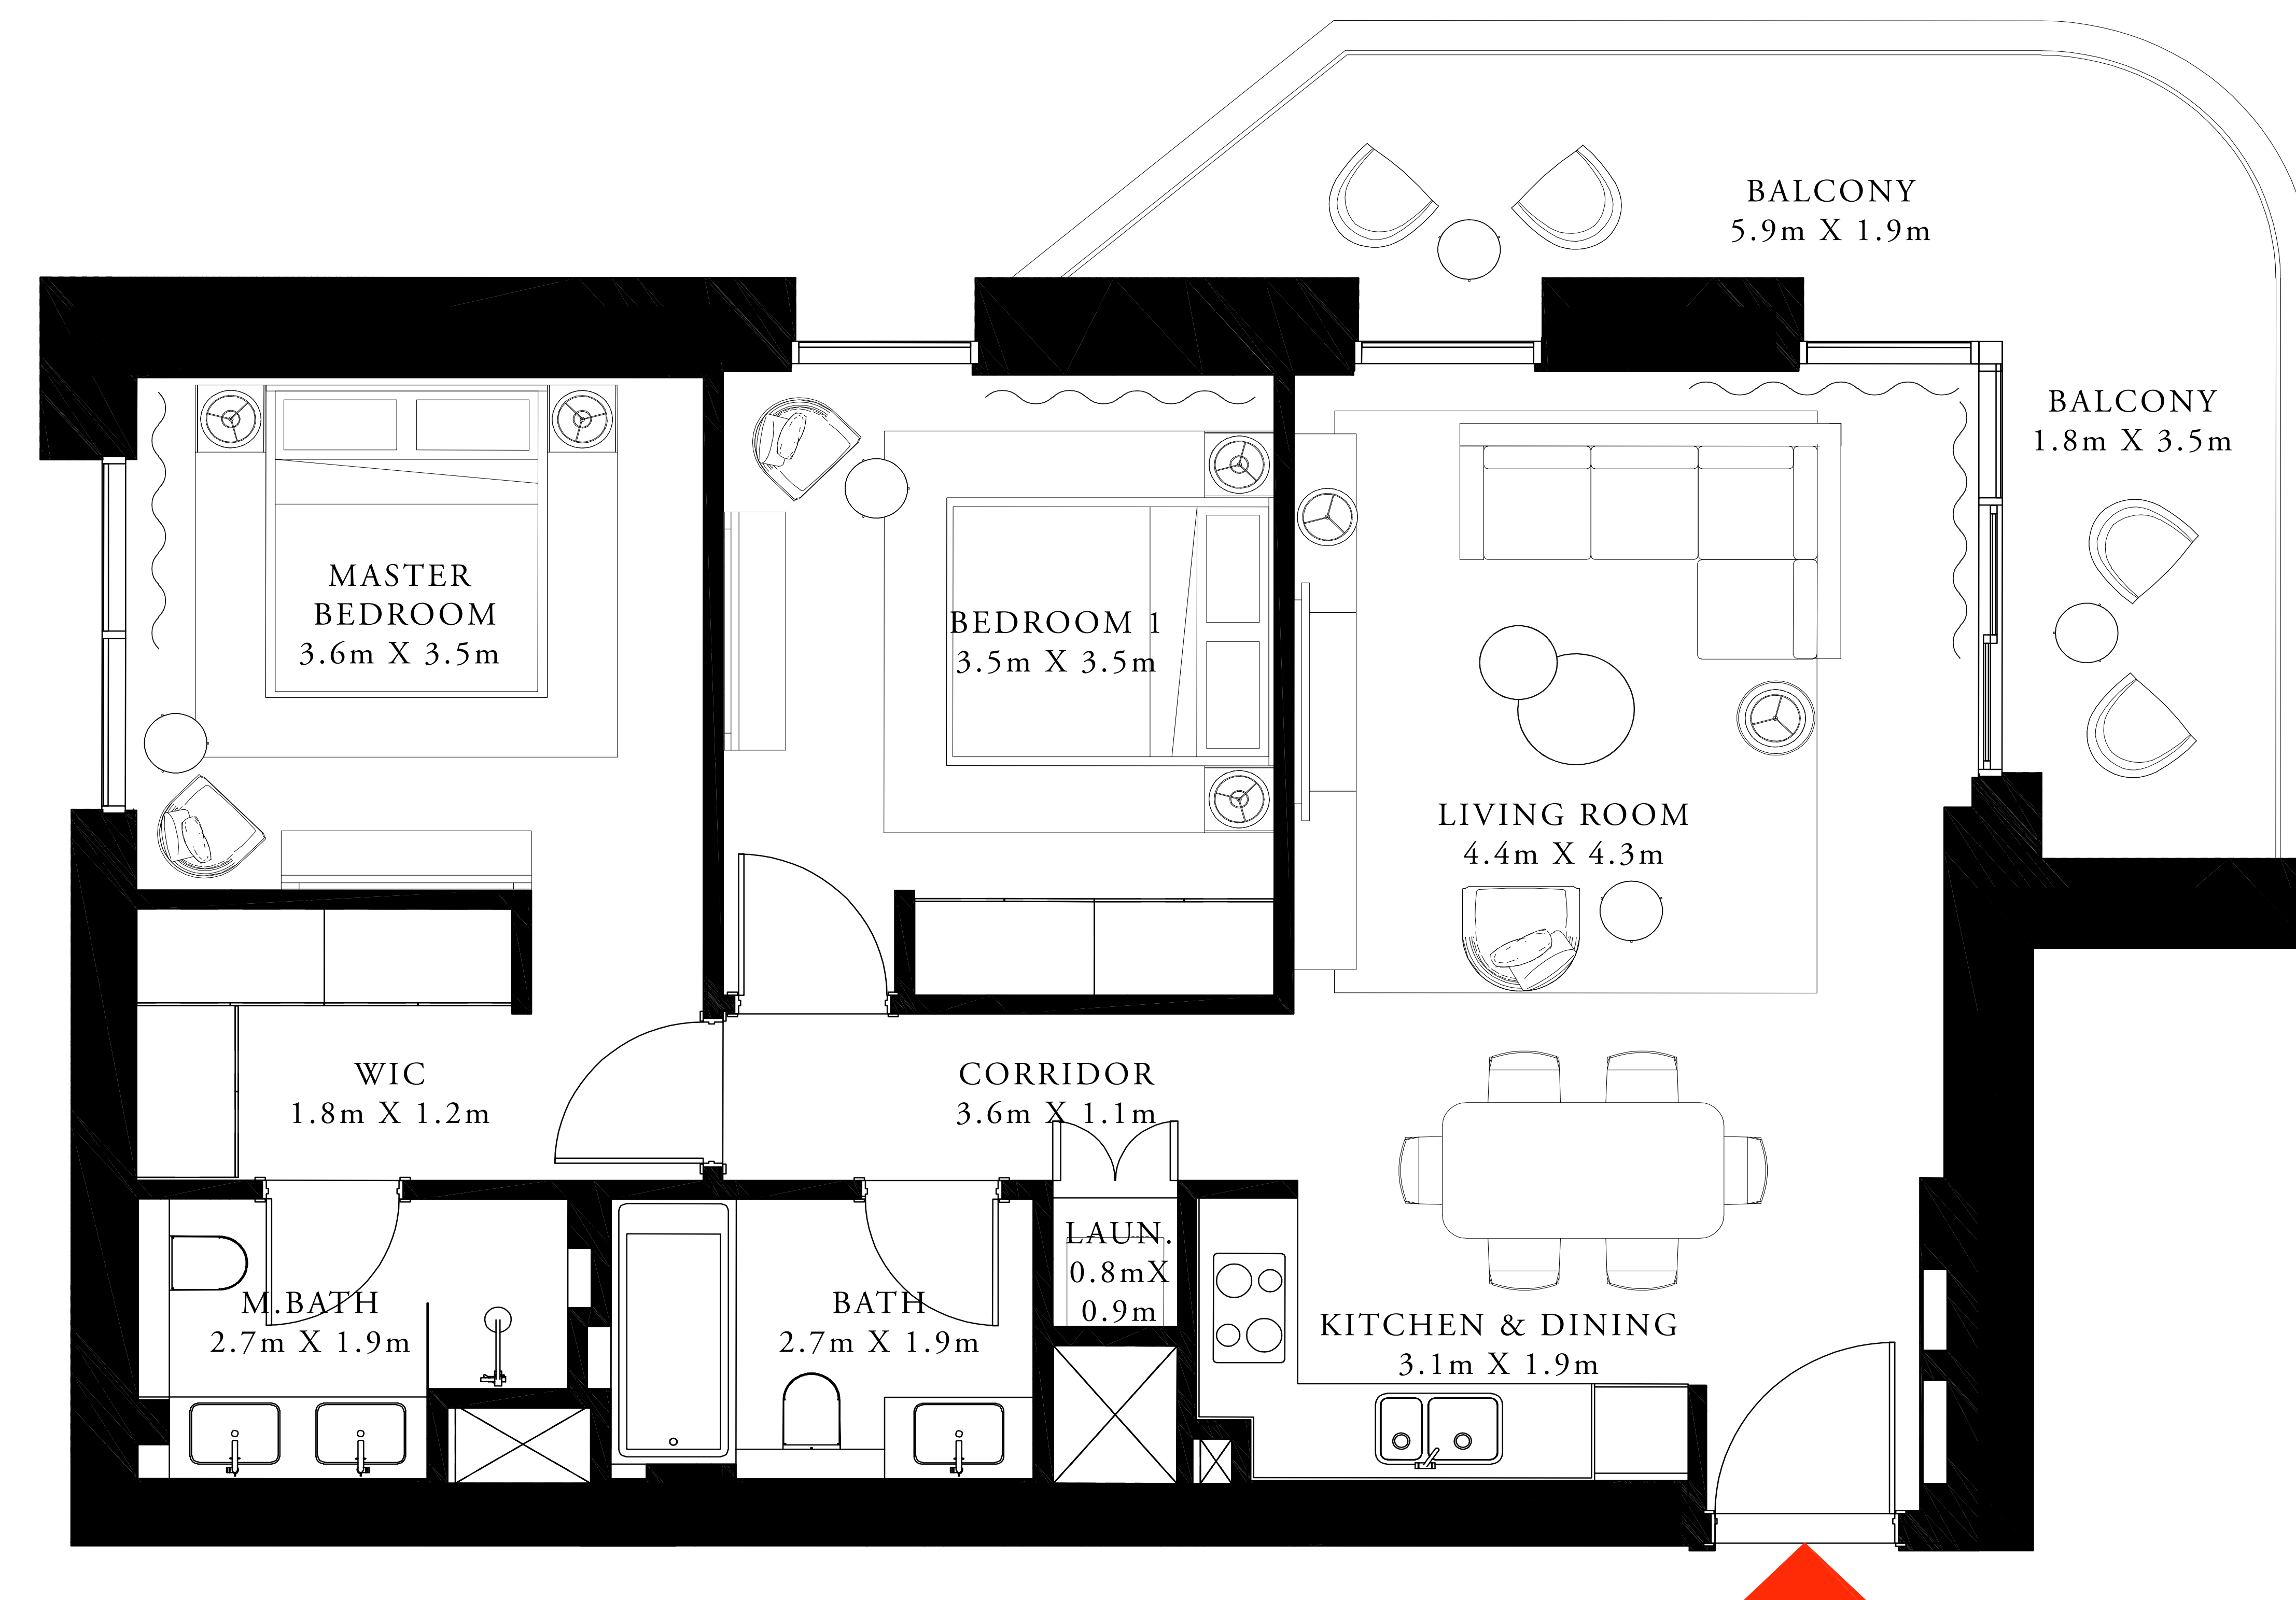 BALCONY
5.9m X 1.9m
BALCONY
1.8m X 3.5m
MASTER
BEDROOM
3.6m X 3.5m
BEDROOM 1
3.5m X 3.5m
LIVING ROOM
4.4m X 4.3m
WIC
1.8m X 1.2m
CORRIDOR
3.6m X 1.1m
LAUN.
0.8mX
0.9m
M.BATH
2.7m X 1.9m
BATH
2.7m X 1.9m
KITCHEN & DINING
3.1m X 1.9m